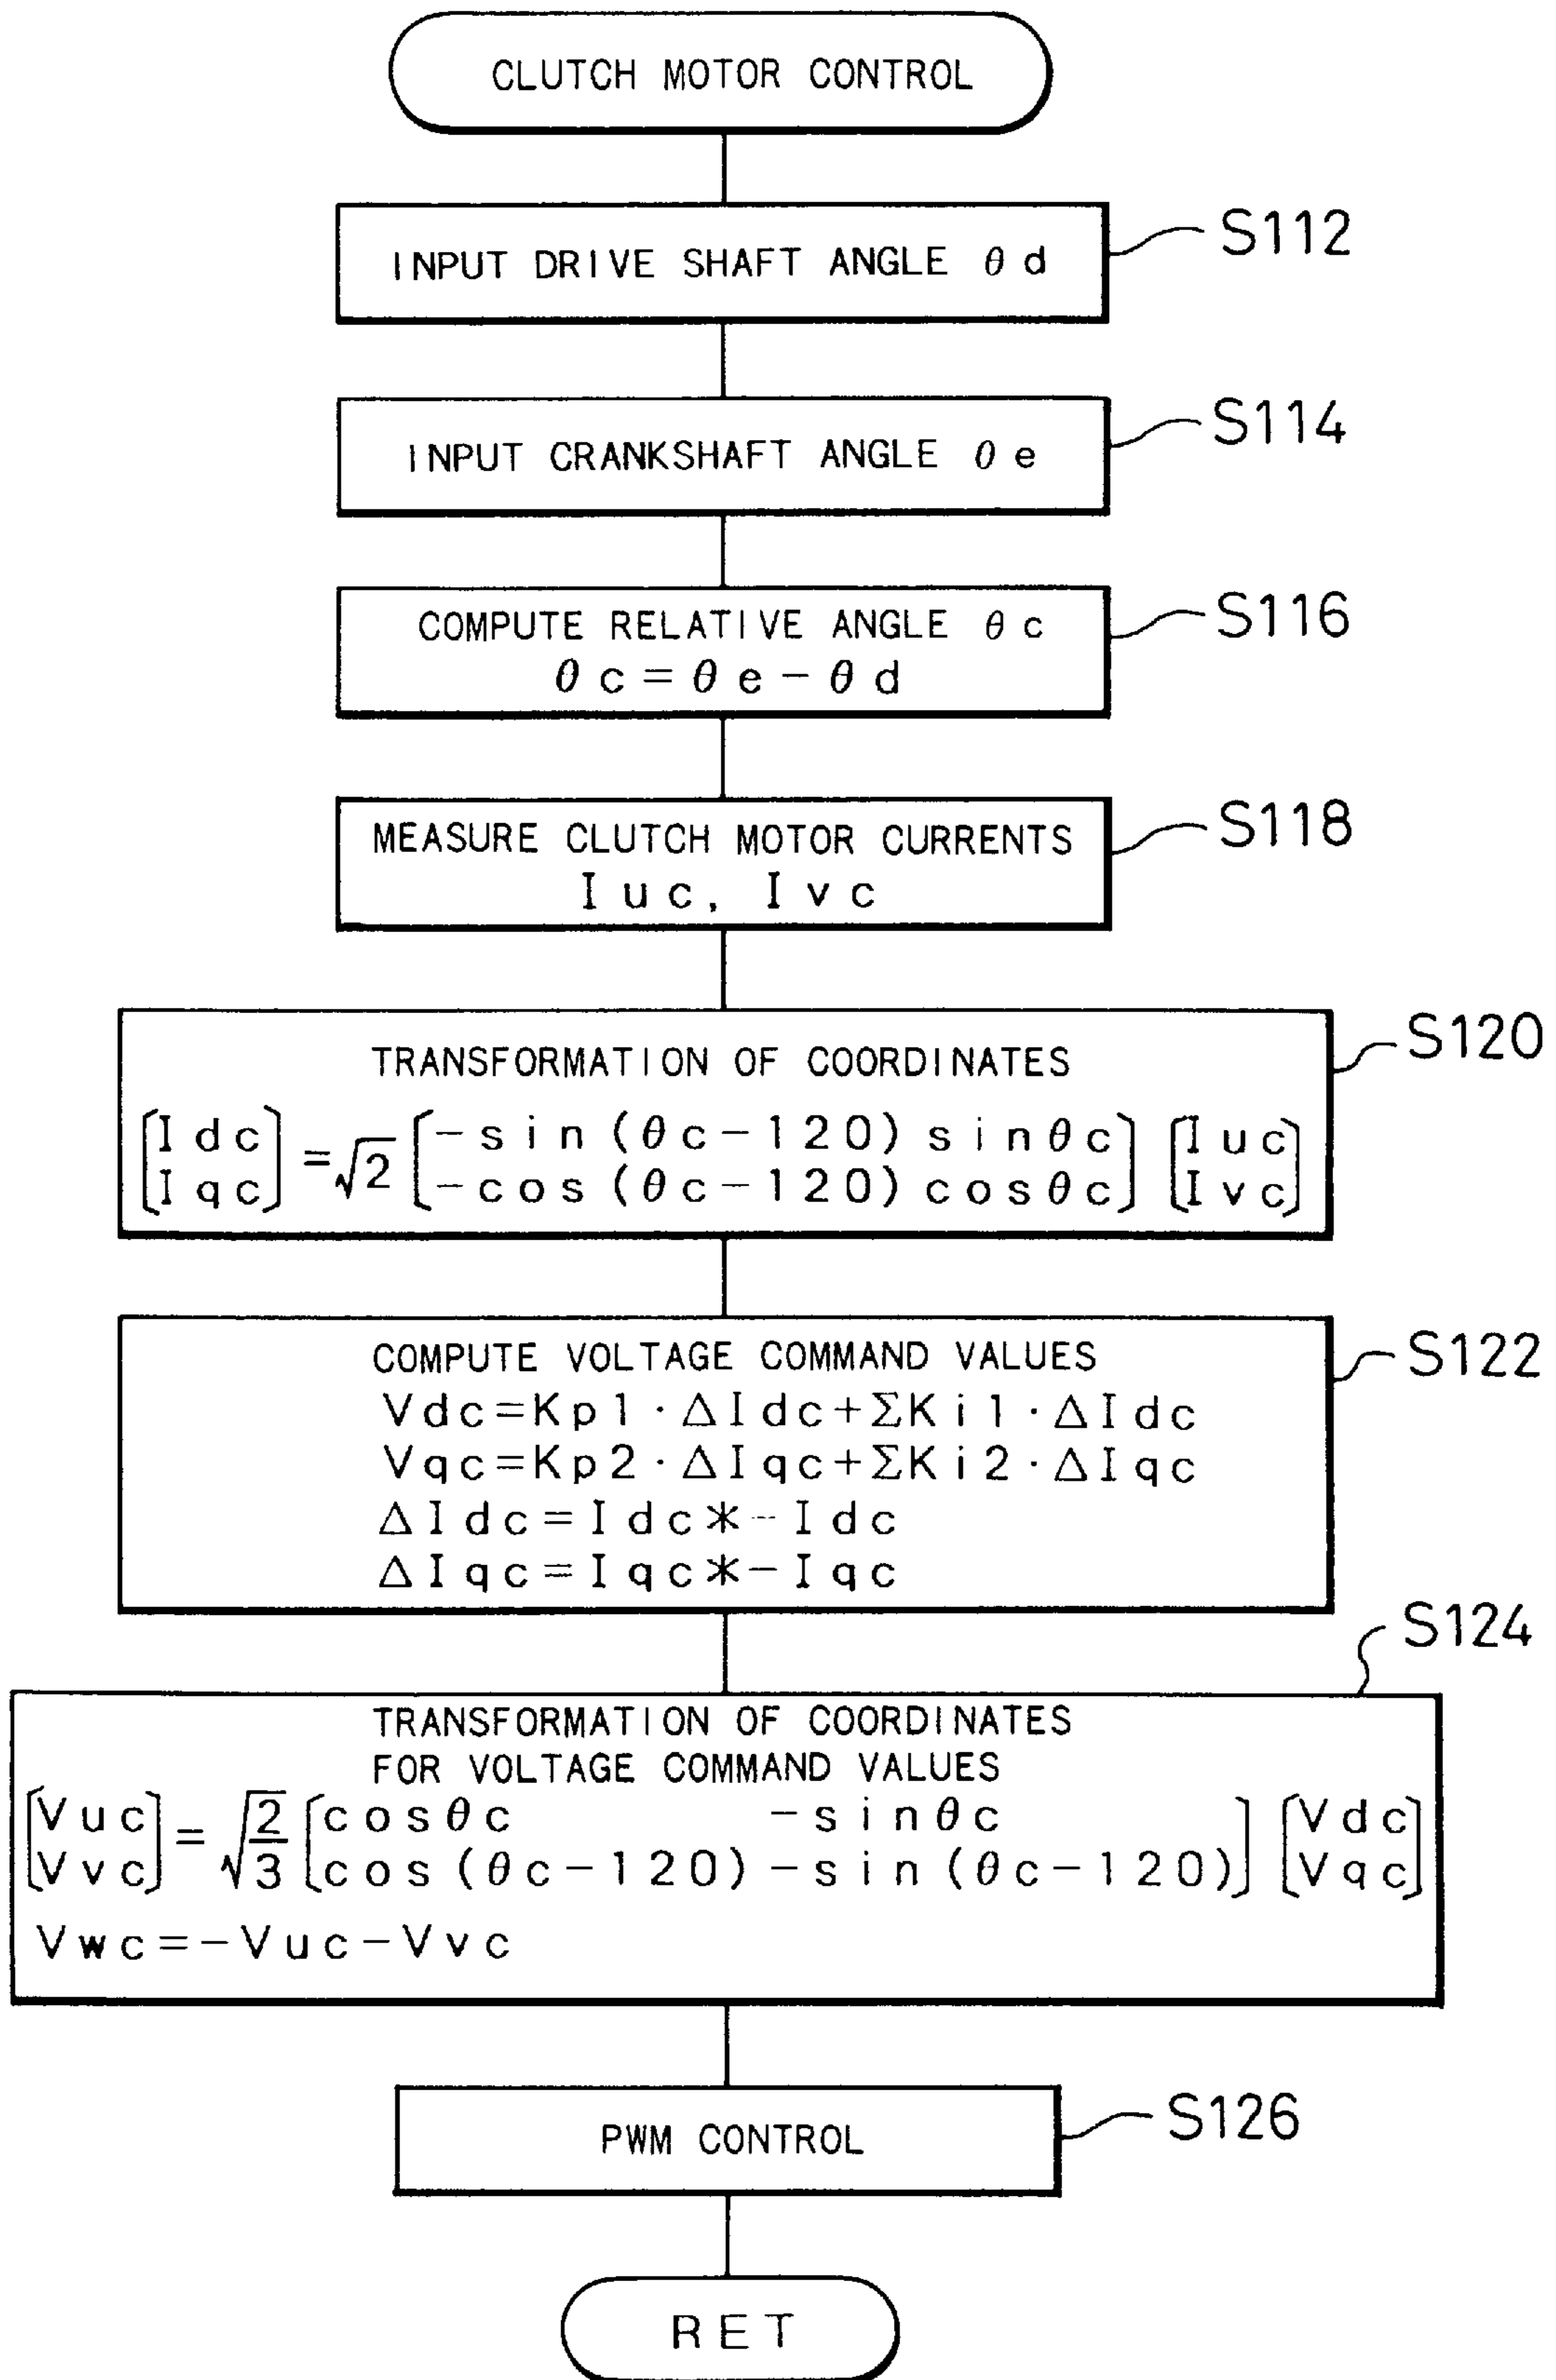 CLUTCH MOTOR CONTROL
INPUT DRIVE SHAFT ANGLE θd
S112
INPUT CRANKSHAFT ANGLE θe
S114
COMPUTE RELATIVE ANGLE θc
θc=θe-θd
S116
MEASURE CLUTCH MOTOR CURRENTS
Iuc, Ivc
S118
TRANSFORMATION OF COORDINATES
[Idc Iqc] = √2 [-sin(θc-120) sinθc
-cos(θc-120) cosθc] [Iuc Ivc]
S120
COMPUTE VOLTAGE COMMAND VALUES
Vdc=Kp1·ΔIdc+ΣKi1·ΔIdc
Vqc=Kp2·ΔIqc+ΣKi2·ΔIqc
ΔIdc=Idc*-Idc
ΔIqc=Iqc*-Iqc
S122
S124
TRANSFORMATION OF COORDINATES
FOR VOLTAGE COMMAND VALUES
[Vuc Vvc] = √2/3 [cosθc -sinθc
cos(θc-120) -sin(θc-120)] [Vdc Vqc]
Vwc=-Vuc-Vvc
PWM CONTROL
S126
RET